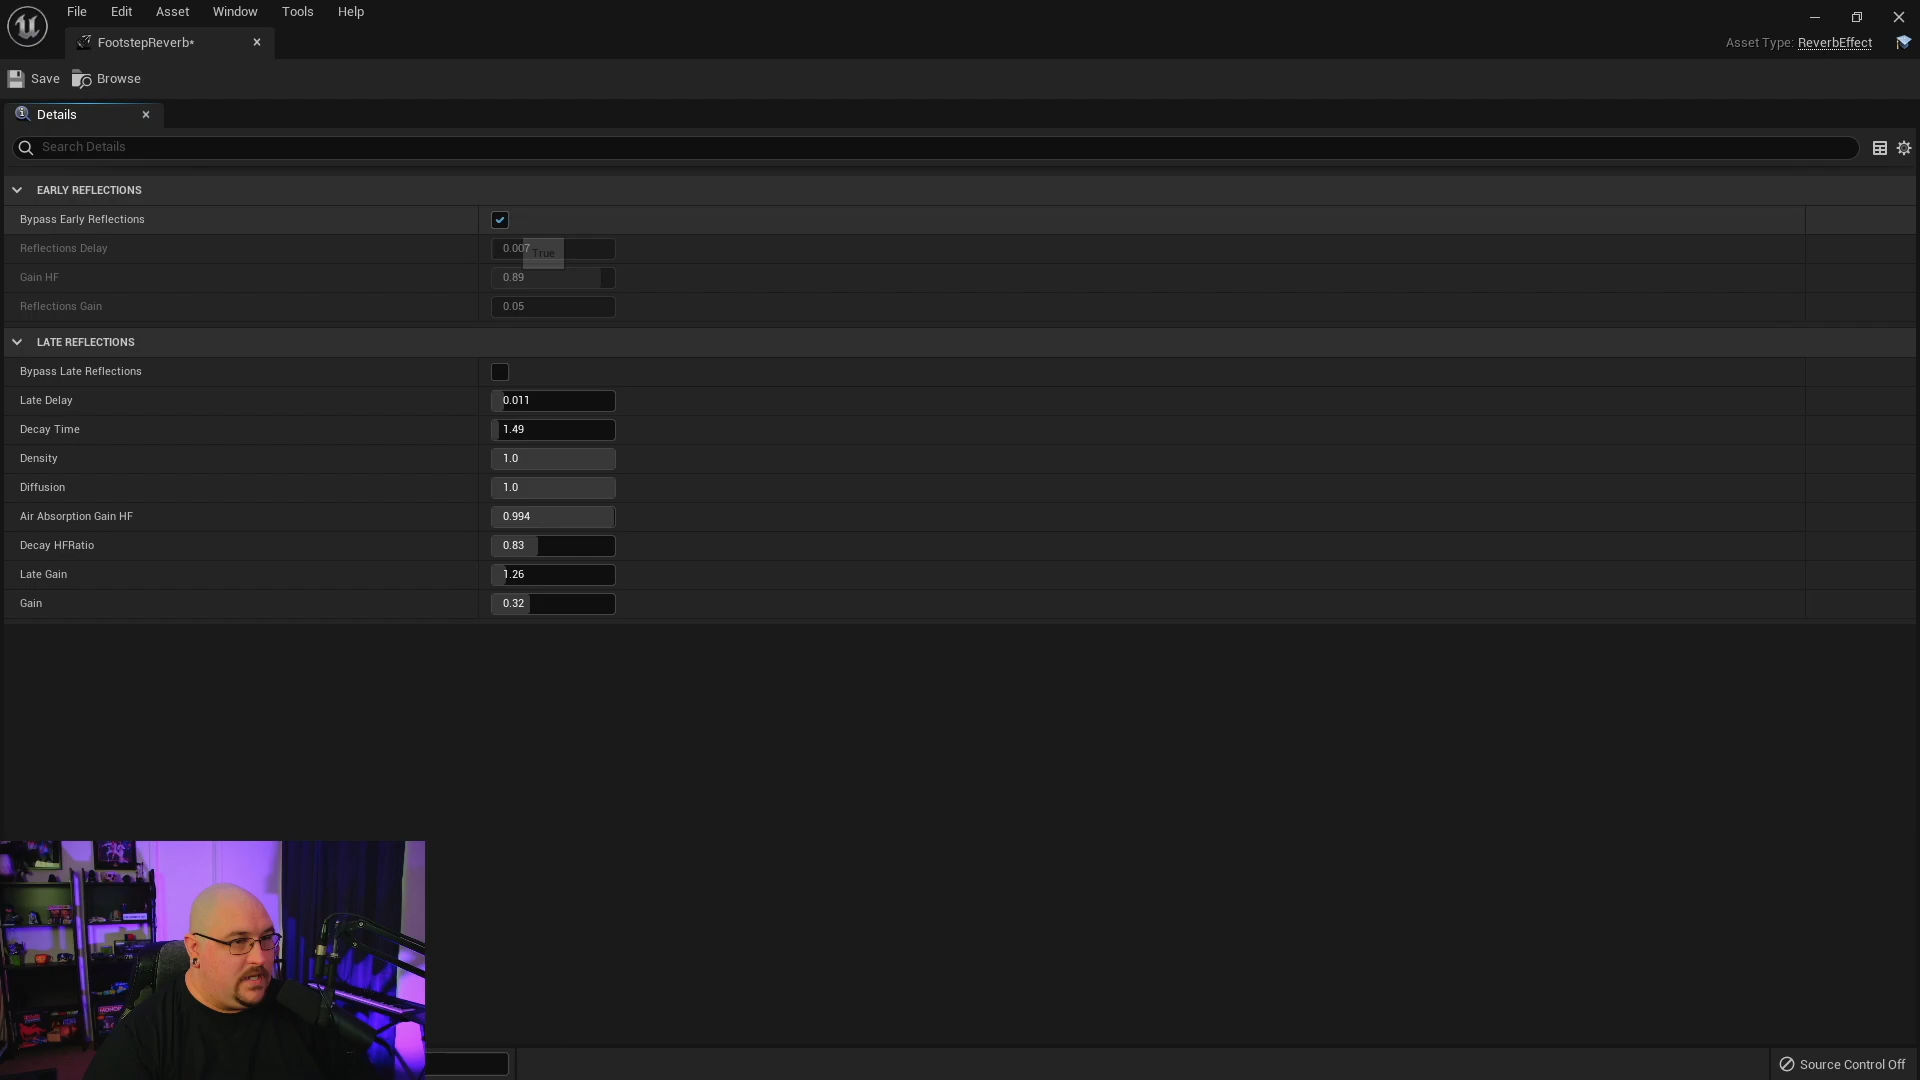 File Edit Asset Window Tools Help
FootstepReverb*
Asset Type: ReverbEffect
Save Browse
Details
Search Details
EARLY REFLECTIONS
Bypass Early Reflections
Reflections Delay 0.007
True
Gain HF 0.89
Reflections Gain 0.05
LATE REFLECTIONS
Bypass Late Reflections
Late Delay 0.011
Decay Time 1.49
Density 1.0
Diffusion 1.0
Air Absorption Gain HF 0.994
Decay HFRatio 0.83
Late Gain 1.26
Gain 0.32
Source Control Off